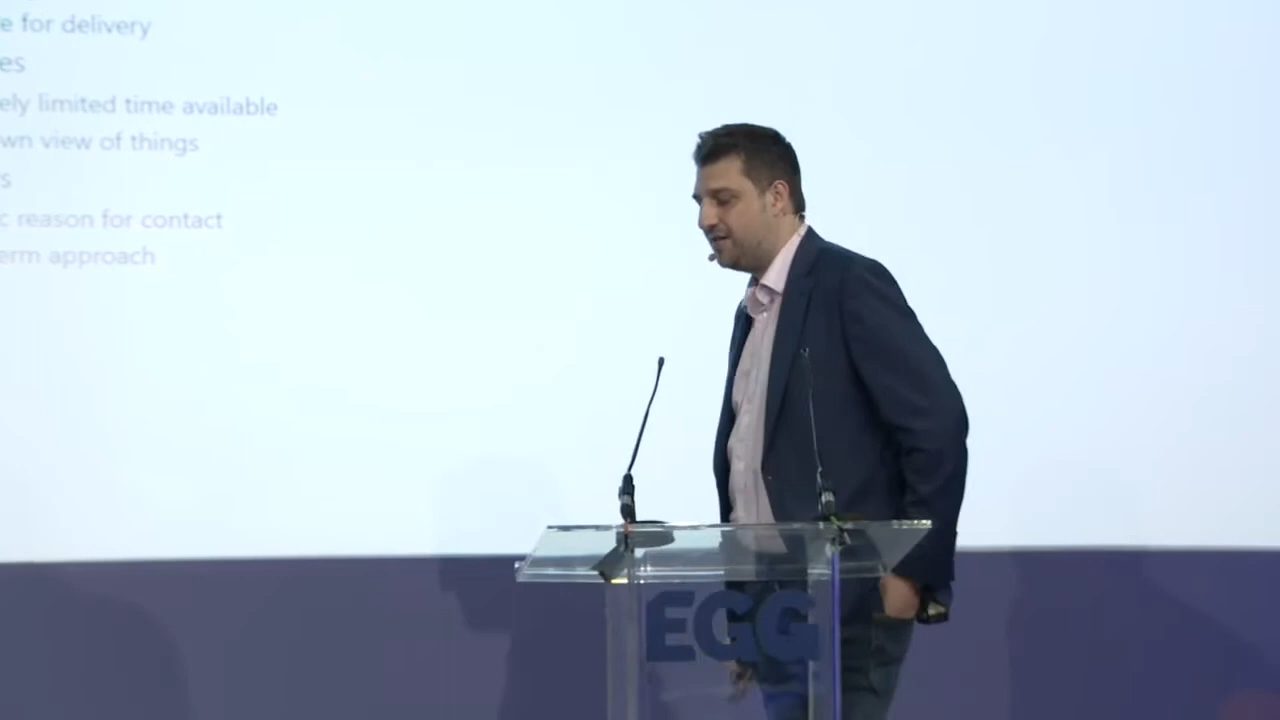 e for delivery
es
ely limited time available
wn view of things
s
c reason for contact
erm approach
EGG